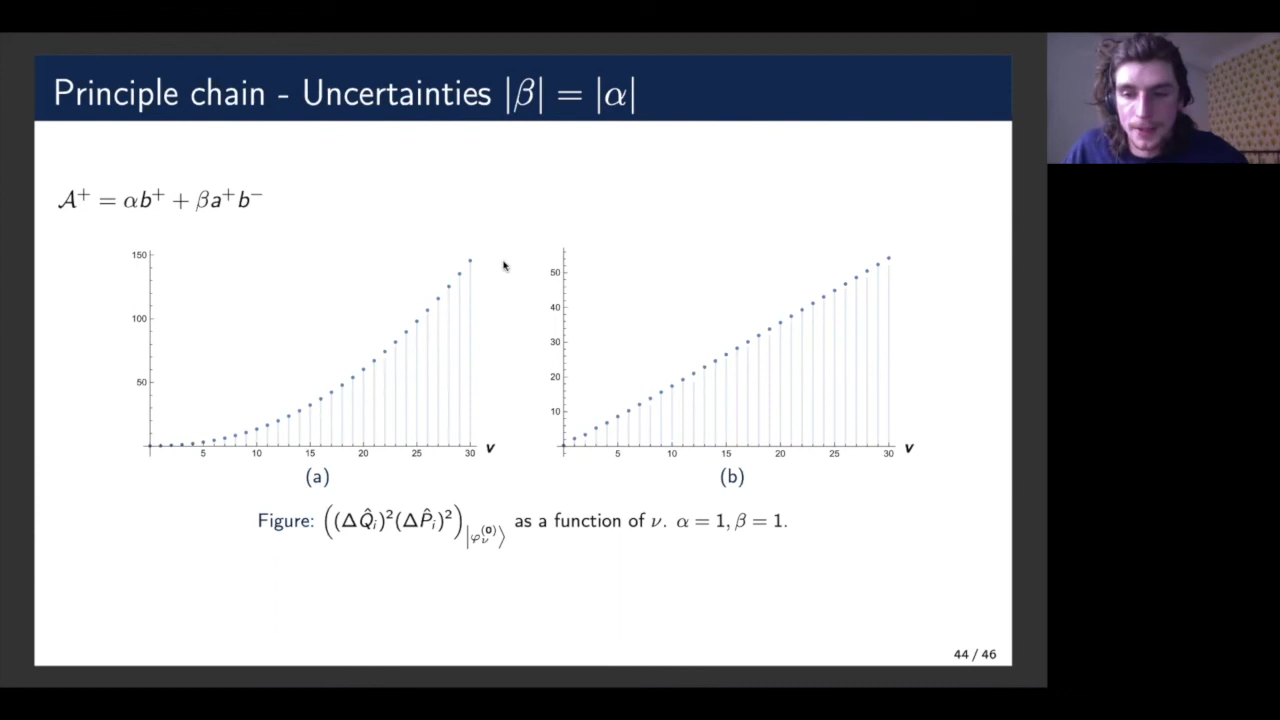 Principle chain - Uncertainties |β| = |α|
𝒜⁺ = αb⁺ + βa⁺b⁻
150
100
50
5 10 15 20 25 30 v
(a)
50
40
30
20
10
5 10 15 20 25 30 v
(b)
Figure: ((ΔQ̂ᵢ)²(ΔP̂ᵢ)²)_|φ_ν^(0)⟩ as a function of ν. α = 1, β = 1.
44 / 46